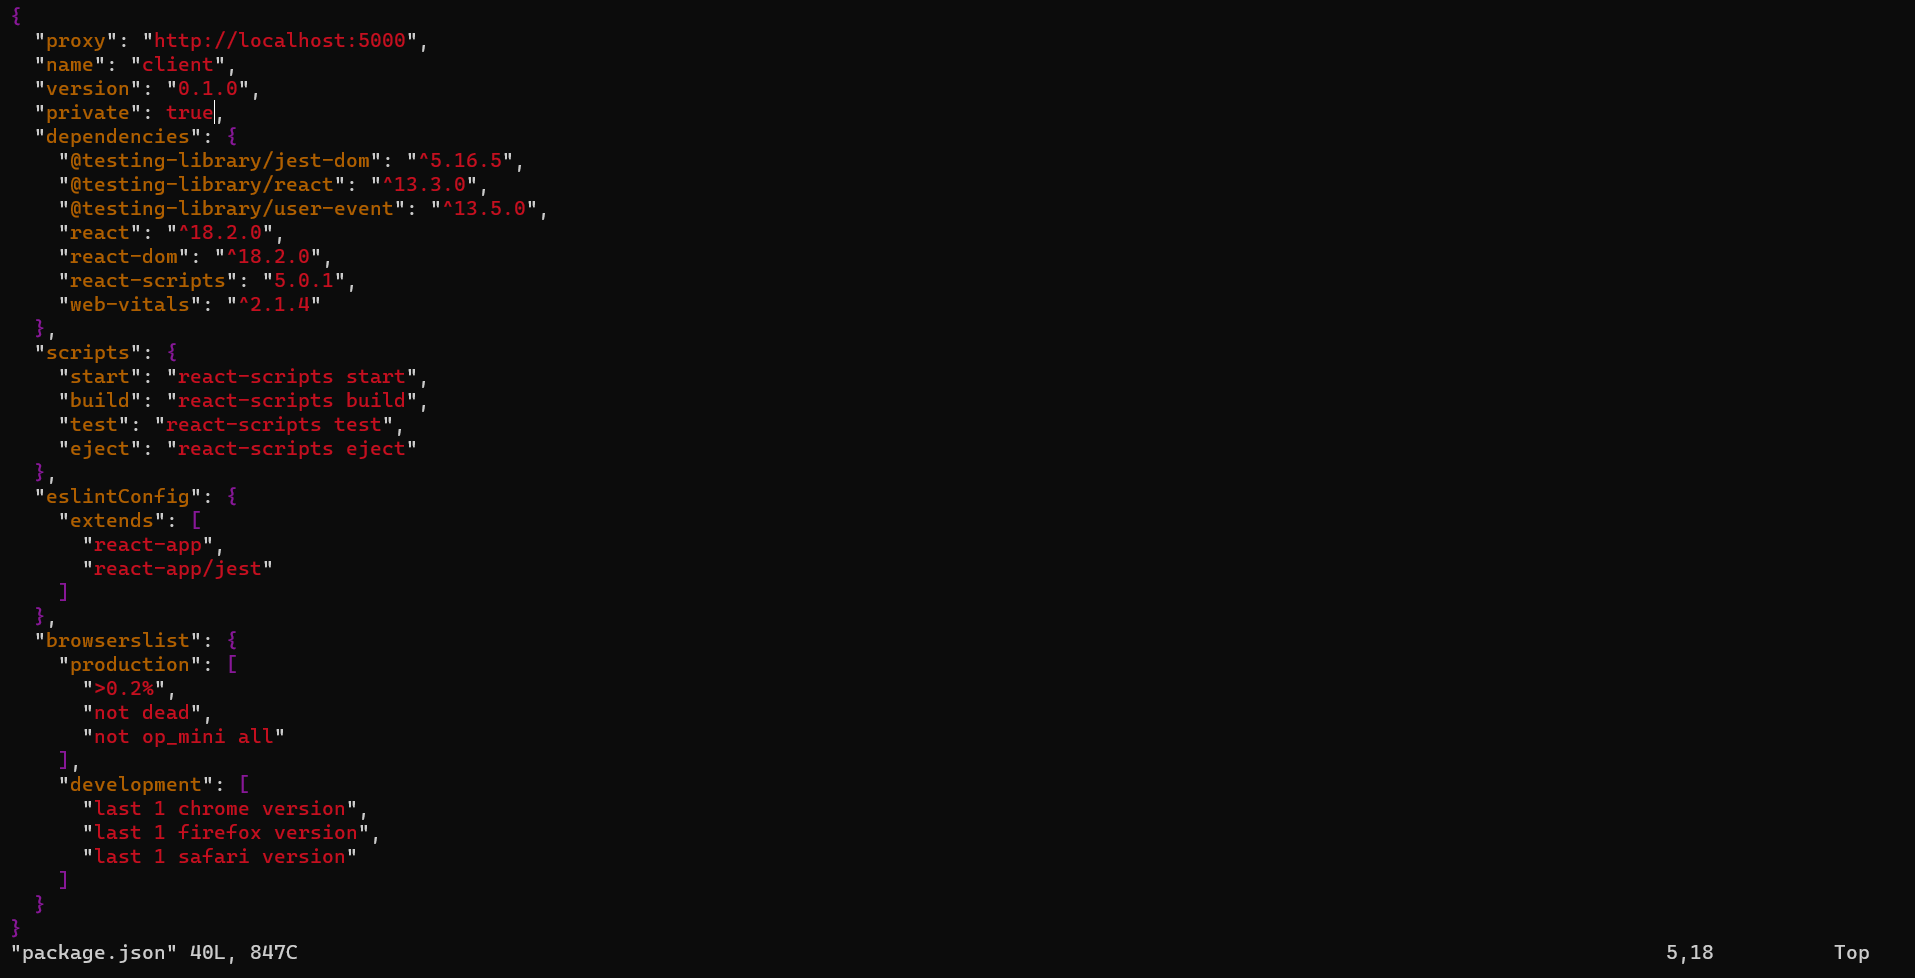 {
  "proxy": "http://localhost:5000",
  "name": "client",
  "version": "0.1.0",
  "private": true,
  "dependencies": {
    "@testing-library/jest-dom": "^5.16.5",
    "@testing-library/react": "^13.3.0",
    "@testing-library/user-event": "^13.5.0",
    "react": "^18.2.0",
    "react-dom": "^18.2.0",
    "react-scripts": "5.0.1",
    "web-vitals": "^2.1.4"
  },
  "scripts": {
    "start": "react-scripts start",
    "build": "react-scripts build",
    "test": "react-scripts test",
    "eject": "react-scripts eject"
  },
  "eslintConfig": {
    "extends": [
      "react-app",
      "react-app/jest"
    ]
  },
  "browserslist": {
    "production": [
      ">0.2%",
      "not dead",
      "not op_mini all"
    ],
    "development": [
      "last 1 chrome version",
      "last 1 firefox version",
      "last 1 safari version"
    ]
  }
}
"package.json" 40L, 847C 5,18 Top